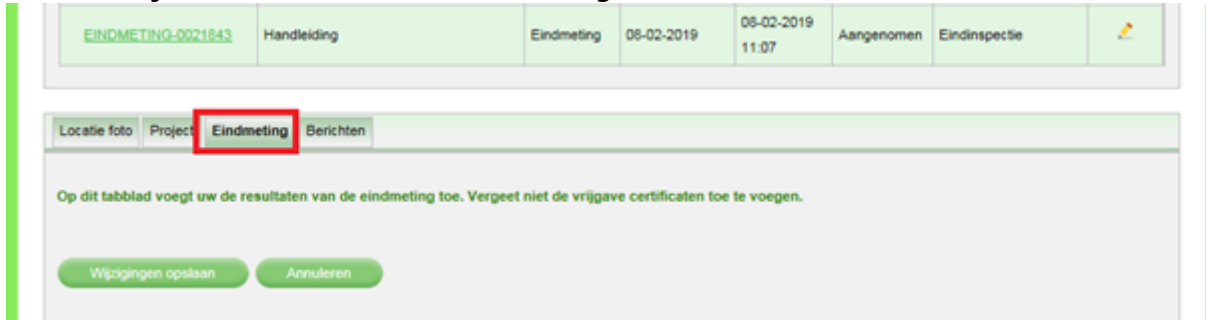 EINDMETING-0021843 Handleiding Eindmeting 08-02-2019 08-02-2019 11:07 Aangenomen Eindinspectie
Locatie foto Project Eindmeting Berichten
Op dit tabblad voegt uw de resultaten van de eindmeting toe. Vergeet niet de vrijgave certificaten toe te voegen.
Wijzigingen opslaan Annuleren